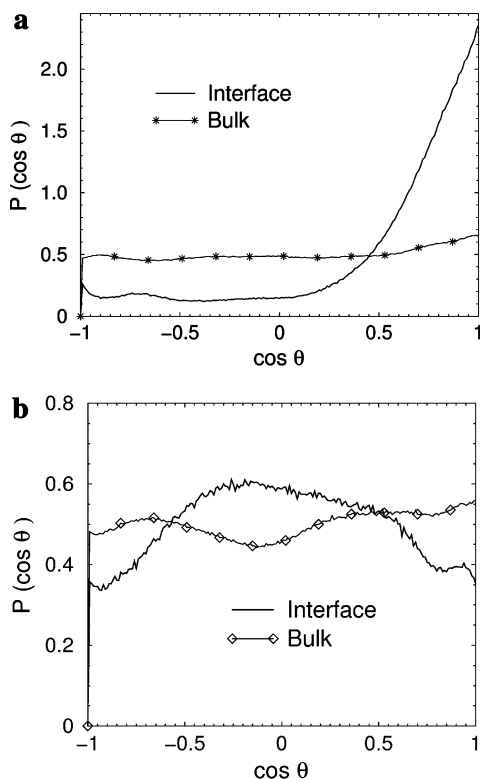 a
2.0
1.5
1.0
0.5
0
P (cos θ)
Interface
Bulk
−1 −0.5 0 0.5 1
cos θ
b
0.8
0.6
0.4
0.2
0
P (cos θ )
Interface
Bulk
−1 −0.5 0 0.5 1
cos θ